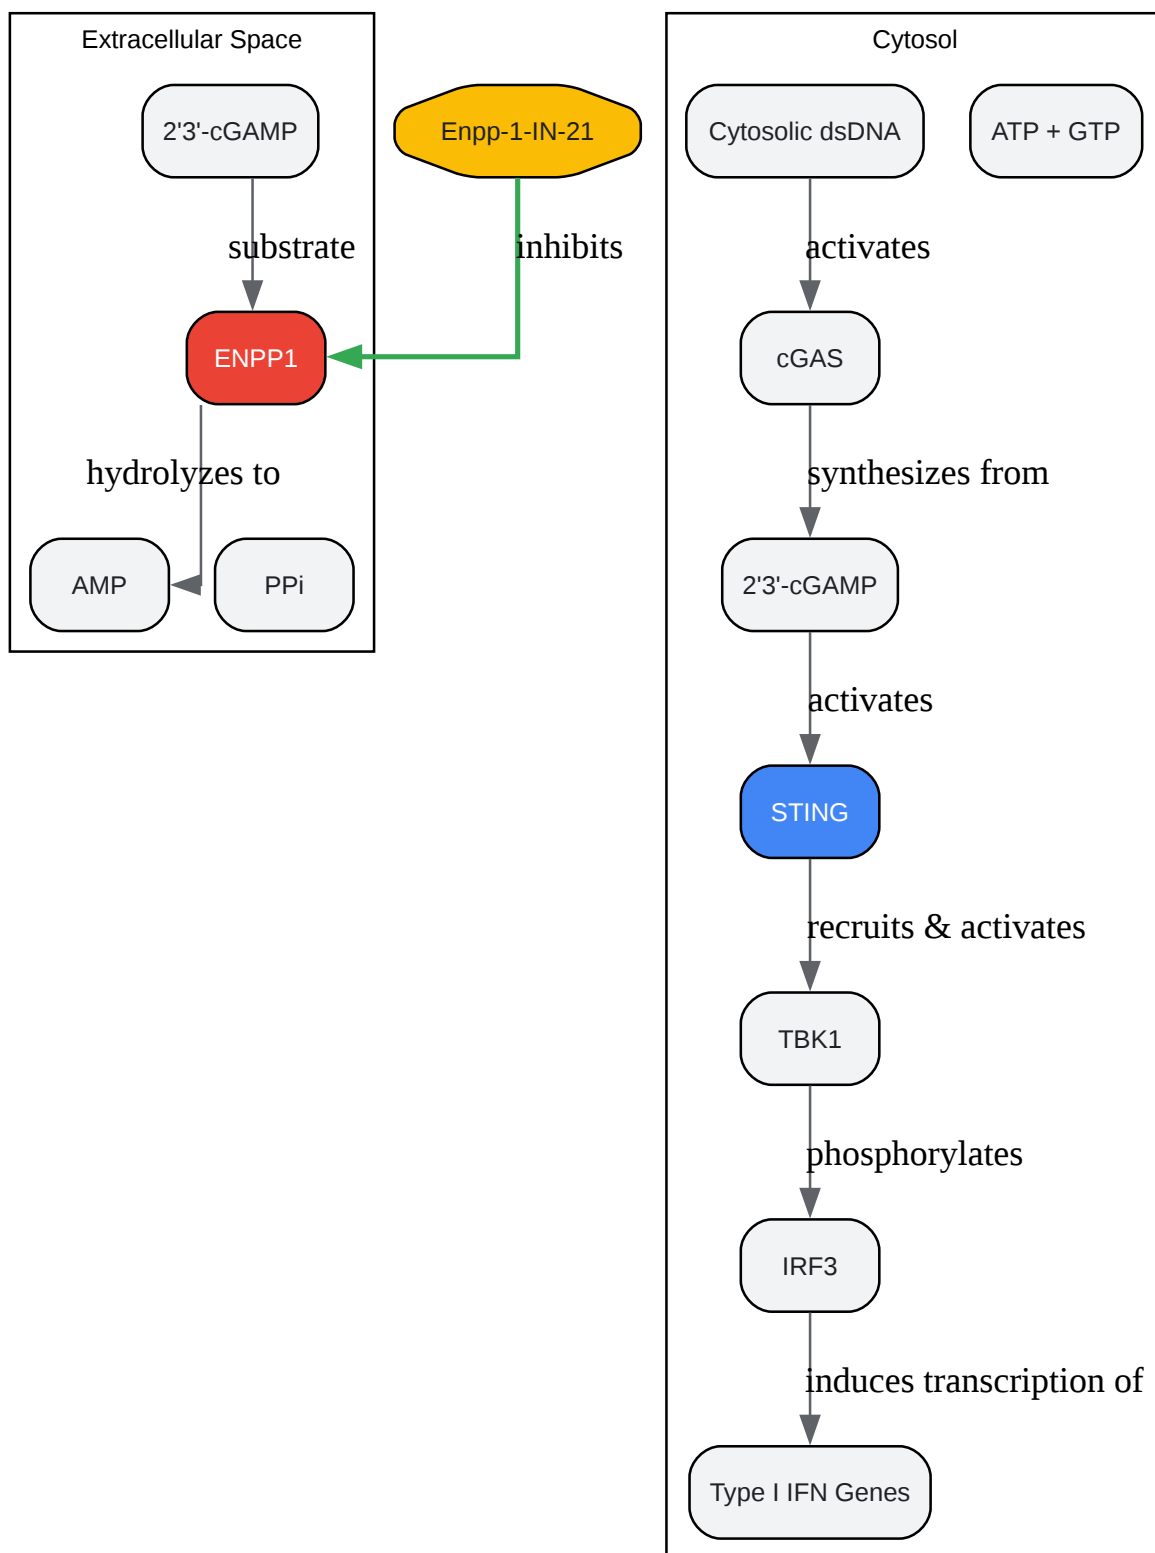 Extracellular Space
2'3'-cGAMP
substrate
ENPP1
hydrolyzes to
AMP
PPi
Enpp-1-IN-21
inhibits
Cytosol
Cytosolic dsDNA
ATP + GTP
activates
cGAS
synthesizes from
2'3'-cGAMP
activates
STING
recruits & activates
TBK1
phosphorylates
IRF3
induces transcription of
Type I IFN Genes